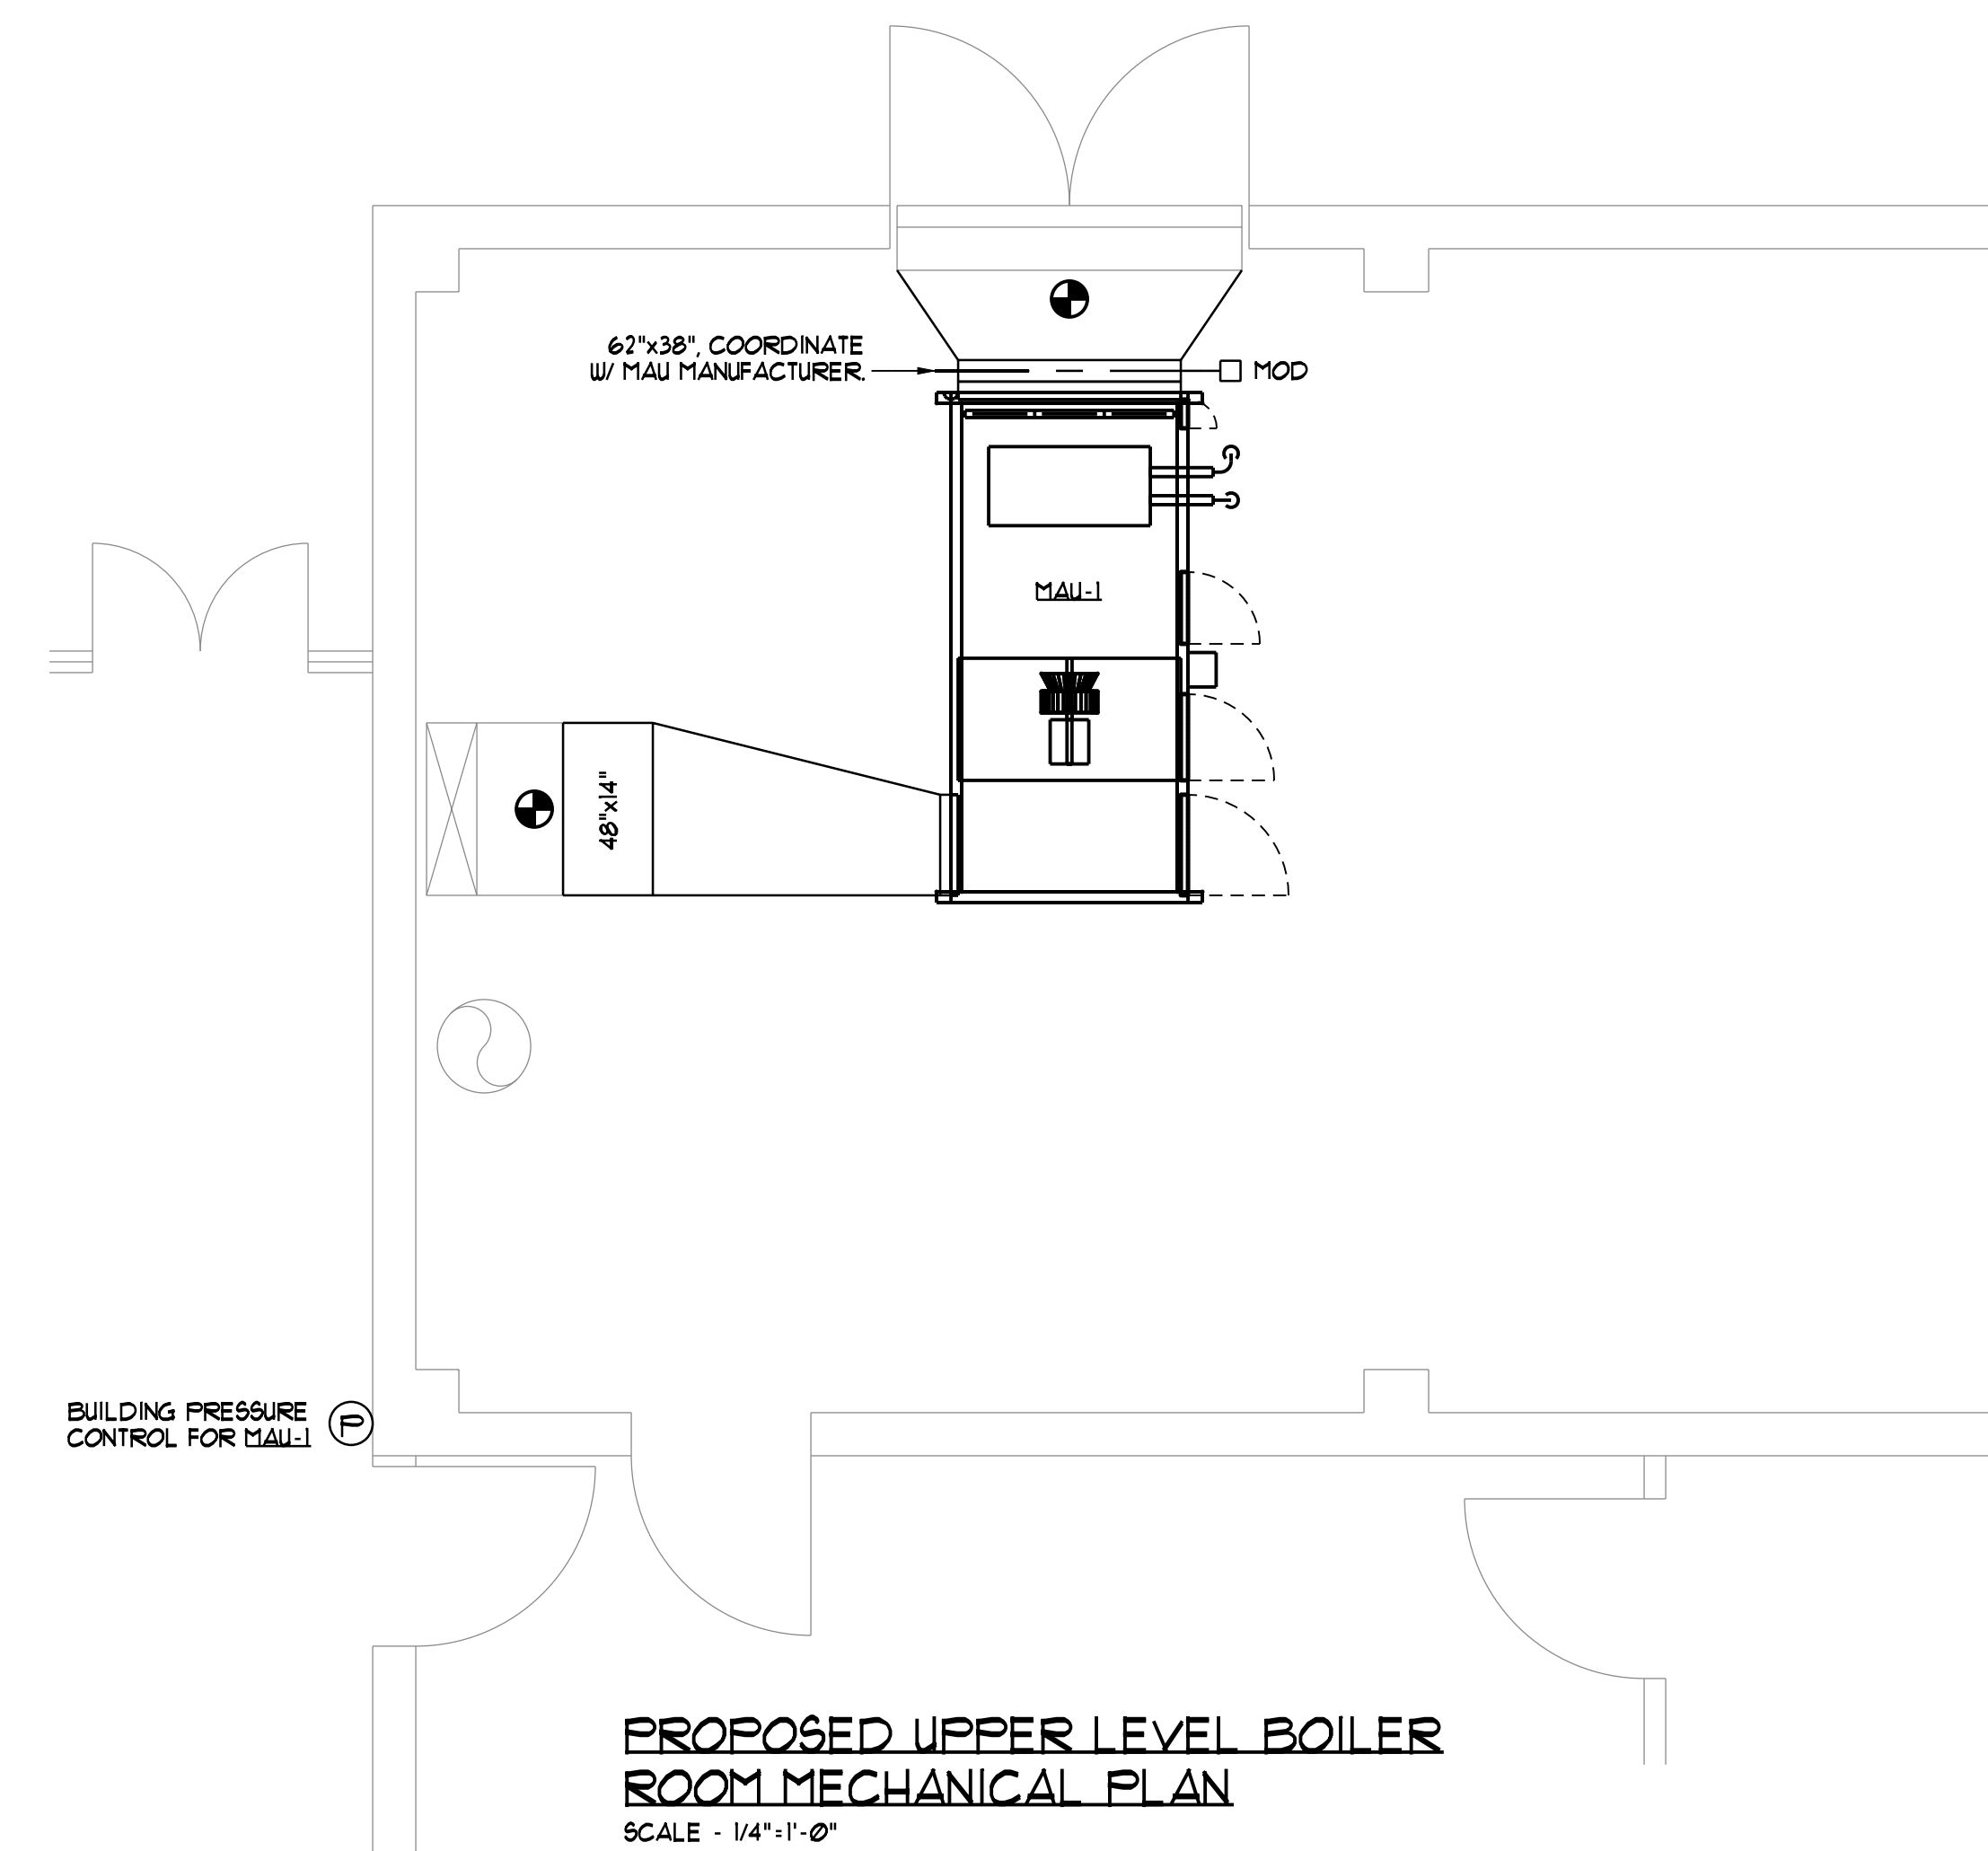 62"x38", COORDINATE
W/ MAU MANUFACTURER.
MOD
MAU-1
48"x14"
BUILDING PRESSURE
CONTROL FOR MAU-1
P
PROPOSED UPPER LEVEL BOILER
ROOM MECHANICAL PLAN
SCALE - 1/4"=1'-0"